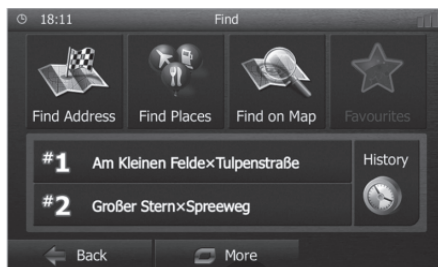 18:11 Find
Find Address Find Places Find on Map Favourites
#1 Am Kleinen Felde×Tulpenstraße History
#2 Großer Stern×Spreeweg
Back More